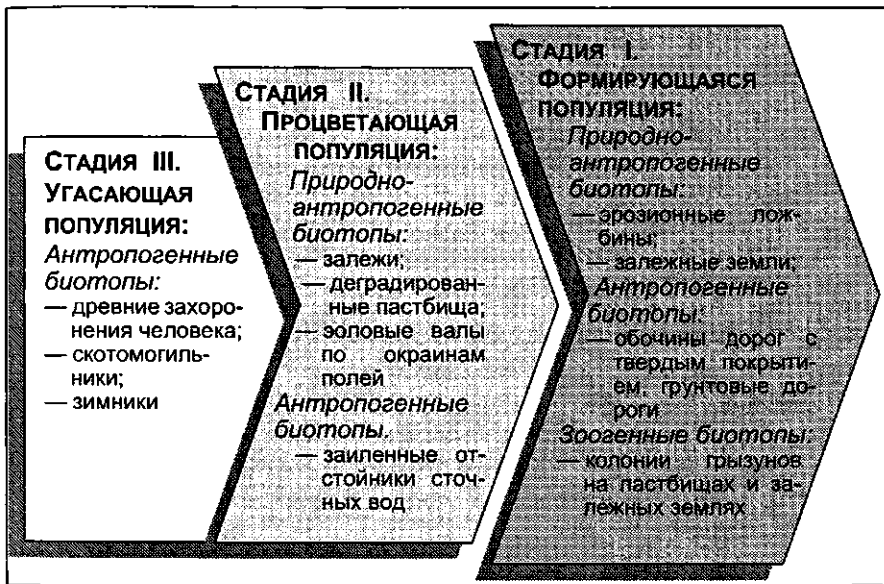 СТАДИЯ III.
УГАСАЮЩАЯ
ПОПУЛЯЦИЯ:
Антропогенные
биотопы:
— древние захоро-
нения человека;
— скотомогиль-
ники;
— зимники
СТАДИЯ II.
ПРОЦВЕТАЮЩАЯ
ПОПУЛЯЦИЯ:
Природно-
антропогенные
биотопы:
— залежи;
— деградирован-
ные пастбища;
— эоловые валы
по окраинам
полей
Антропогенные
биотопы.
— заиленные от-
стойники сточ-
ных вод
СТАДИЯ I.
ФОРМИРУЮЩАЯСЯ
ПОПУЛЯЦИЯ:
Природно-
антропогенные
биотопы:
— эрозионные лож-
бины;
— залежные земли;
Антропогенные
биотопы:
— обочины дорог с
твердым покрыти-
ем, грунтовые до-
роги
Зоогенные биотопы:
— колонии грызунов
на пастбищах и за-
лежных землях